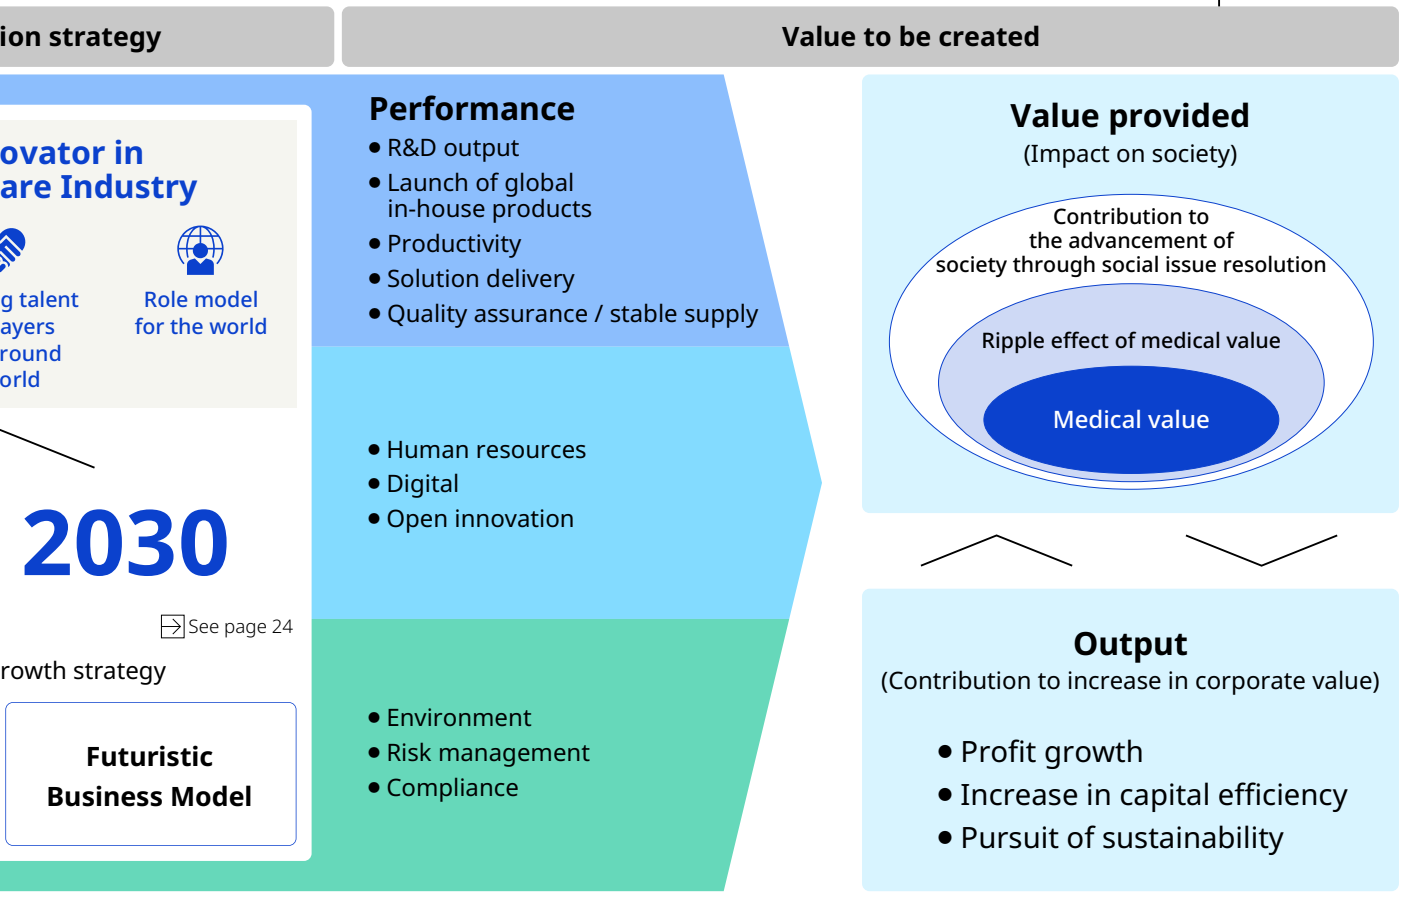 ion strategy
Value to be created
ovator in
are Industry
g talent
ayers
round
orld
Role model
for the world
2030
See page 24
rowth strategy
Futuristic
Business Model
Performance
● R&D output
● Launch of global
in-house products
● Productivity
● Solution delivery
● Quality assurance / stable supply
● Human resources
● Digital
● Open innovation
● Environment
● Risk management
● Compliance
Value provided
(Impact on society)
Contribution to
the advancement of
society through social issue resolution
Ripple effect of medical value
Medical value
Output
(Contribution to increase in corporate value)
● Profit growth
● Increase in capital efficiency
● Pursuit of sustainability